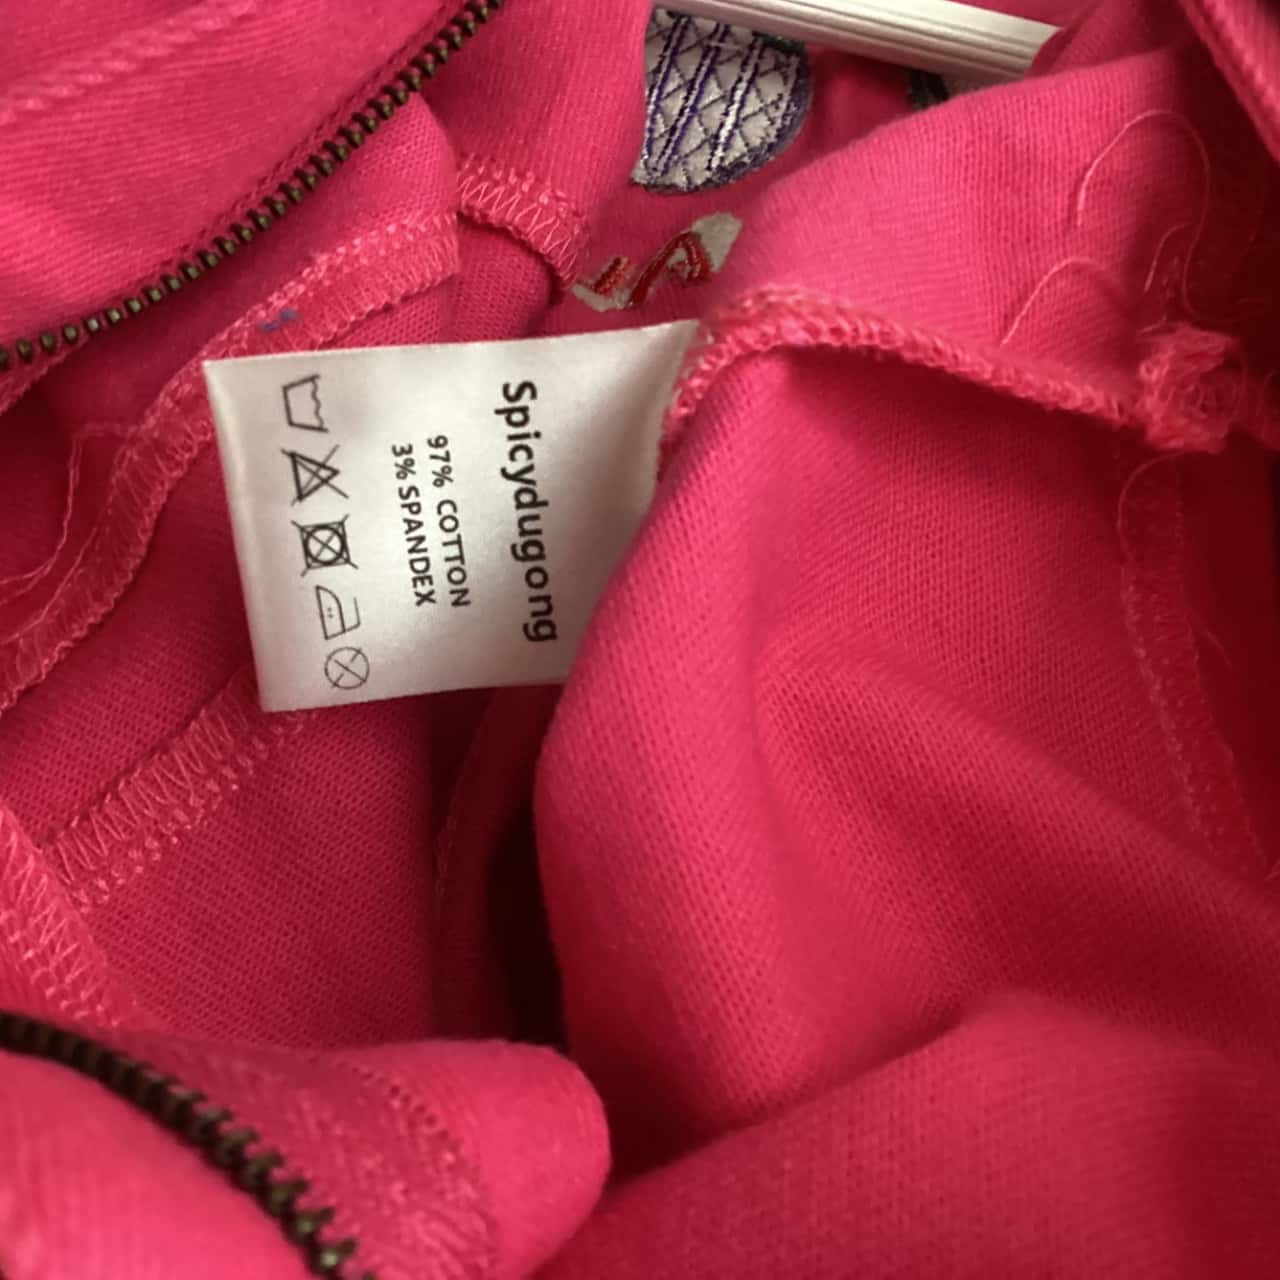 Spicydugong
97% COTTON
3% SPANDEX